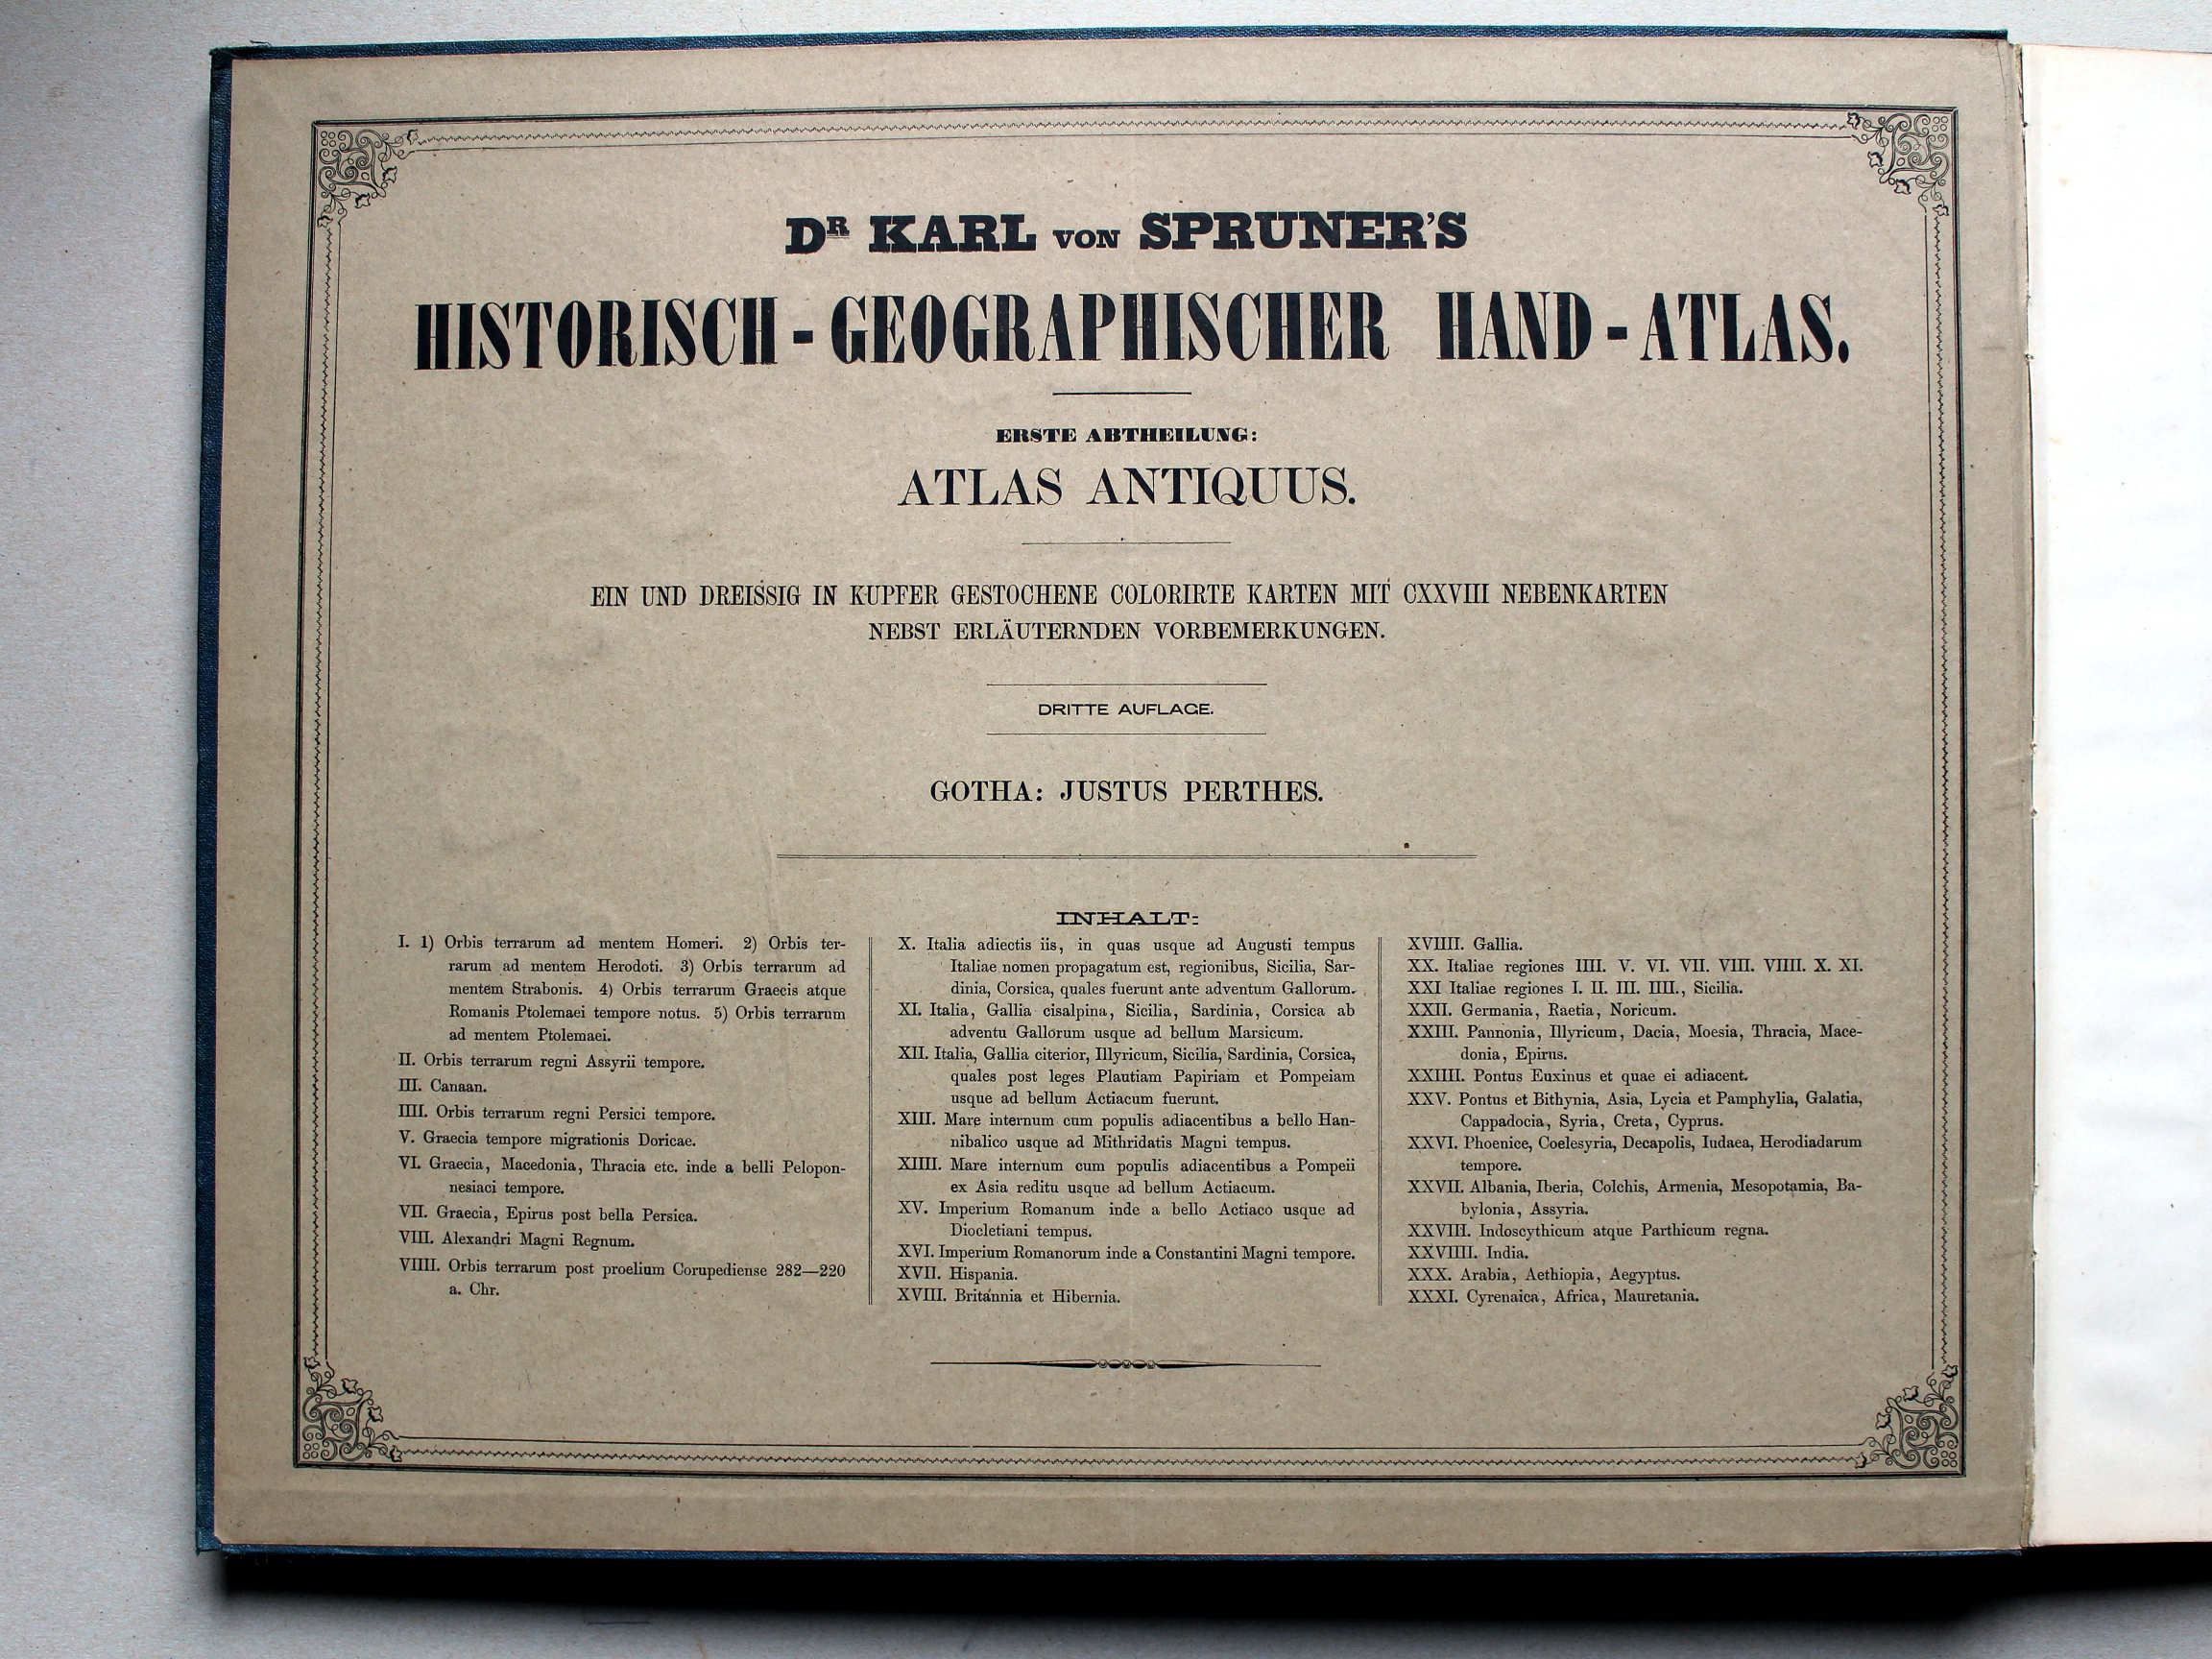 DR KARL VON SPRUNER'S
HISTORISCH-GEOGRAPHISCHER HAND-ATLAS.
ERSTE ABTHEILUNG:
ATLAS ANTIQUUS.
EIN UND DREISSIG IN KUPFER GESTOCHENE COLORIRTE KARTEN MIT CXXVIII NEBENKARTEN
NEBST ERLÄUTERNDEN VORBEMERKUNGEN.
DRITTE AUFLAGE.
GOTHA: JUSTUS PERTHES.
INHALT:
I. 1) Orbis terrarum ad mentem Homeri. 2) Orbis ter-
rarum ad mentem Herodoti. 3) Orbis terrarum ad
mentem Strabonis. 4) Orbis terrarum Graecis atque
Romanis Ptolemaei tempore notus. 5) Orbis terrarum
ad mentem Ptolemaei.
II. Orbis terrarum regni Assyrii tempore.
III. Canaan.
IIII. Orbis terrarum regni Persici tempore.
V. Graecia tempore migrationis Doricae.
VI. Graecia, Macedonia, Thracia etc. inde a belli Pelopon-
nesiaci tempore.
VII. Graecia, Epirus post bella Persica.
VIII. Alexandri Magni Regnum.
VIIII. Orbis terrarum post proelium Corupediense 282—220
a. Chr.
X. Italia adiectis iis, in quas usque ad Augusti tempus
Italiae nomen propagatum est, regionibus, Sicilia, Sar-
dinia, Corsica, quales fuerunt ante adventum Gallorum.
XI. Italia, Gallia cisalpina, Sicilia, Sardinia, Corsica ab
adventu Gallorum usque ad bellum Marsicum.
XII. Italia, Gallia citerior, Illyricum, Sicilia, Sardinia, Corsica,
quales post leges Plautiam Papiriam et Pompeiam
usque ad bellum Actiacum fuerunt.
XIII. Mare internum cum populis adiacentibus a bello Han-
nibalico usque ad Mithridatis Magni tempus.
XIIII. Mare internum cum populis adiacentibus a Pompeii
ex Asia reditu usque ad bellum Actiacum.
XV. Imperium Romanum inde a bello Actiaco usque ad
Diocletiani tempus.
XVI. Imperium Romanorum inde a Constantini Magni tempore.
XVII. Hispania.
XVIII. Britannia et Hibernia.
XVIIII. Gallia.
XX. Italiae regiones IIII. V. VI. VII. VIII. VIIII. X. XI.
XXI Italiae regiones I. II. III. IIII., Sicilia.
XXII. Germania, Raetia, Noricum.
XXIII. Pannonia, Illyricum, Dacia, Moesia, Thracia, Mace-
donia, Epirus.
XXIIII. Pontus Euxinus et quae ei adiacent.
XXV. Pontus et Bithynia, Asia, Lycia et Pamphylia, Galatia,
Cappadocia, Syria, Creta, Cyprus.
XXVI. Phoenice, Coelesyria, Decapolis, Iudaea, Herodiadarum
tempore.
XXVII. Albania, Iberia, Colchis, Armenia, Mesopotamia, Ba-
bylonia, Assyria.
XXVIII. Indoscythicum atque Parthicum regna.
XXVIIII. India.
XXX. Arabia, Aethiopia, Aegyptus.
XXXI. Cyrenaica, Africa, Mauretania.